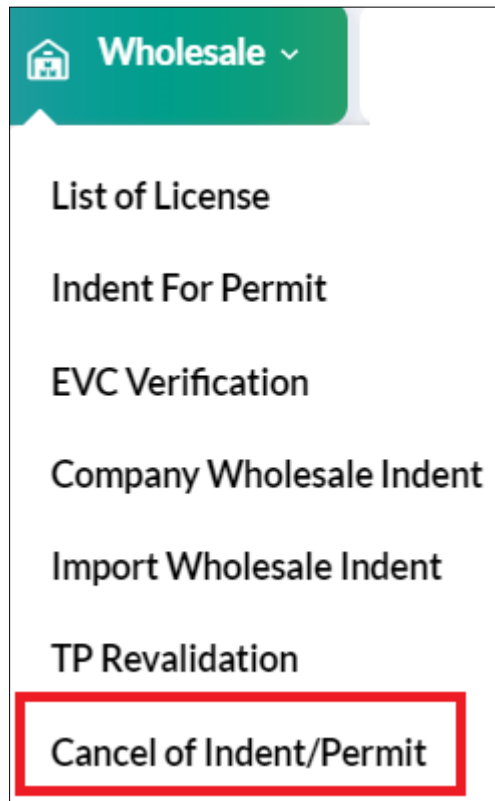 Wholesale
List of License
Indent For Permit
EVC Verification
Company Wholesale Indent
Import Wholesale Indent
TP Revalidation
Cancel of Indent/Permit